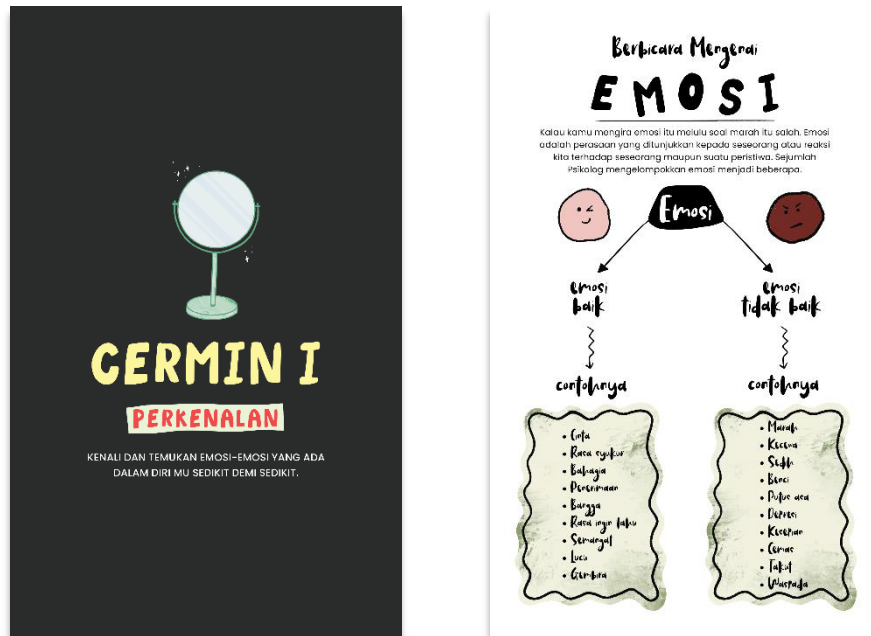 CERMIN I
PERKENALAN
KENALI DAN TEMUKAN EMOSI-EMOSI YANG ADA
DALAM DIRI MU SEDIKIT DEMI SEDIKIT.
Berbicara Mengenai
EMOSI
Kalau kamu mengira emosi itu melulu soal marah itu salah. Emosi
adalah perasaan yang ditunjukkan kepada seseorang atau reaksi
kita terhadap seseorang maupun suatu peristiwa. Sejumlah
Psikolog mengelompokkan emosi menjadi beberapa.
Emosi
emosi
baik
contohnya
• Cinta
• Rasa syukur
• Bahagia
• Penerimaan
• Bangga
• Rasa ingin tahu
• Semangat
• Lucu
• Gembira
emosi
tidak baik
contohnya
• Marah
• Kecewa
• Sedih
• Benci
• Putus asa
• Depresi
• Kesepian
• Cemas
• Takut
• Waspada